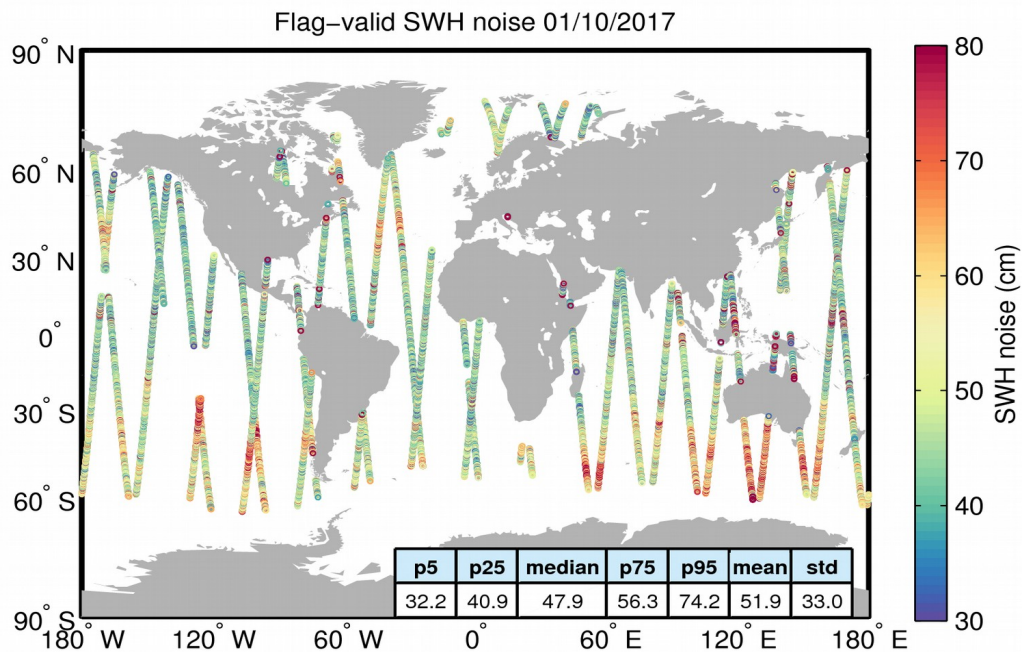 Flag−valid SWH noise 01/10/2017
90° N
60° N
30° N
0°
30° S
60° S
90° S
180° W
120° W
60° W
0°
60° E
120° E
180° E
p5 p25 median p75 p95 mean std
32.2 40.9 47.9 56.3 74.2 51.9 33.0
80
70
60
50
40
30
SWH noise (cm)